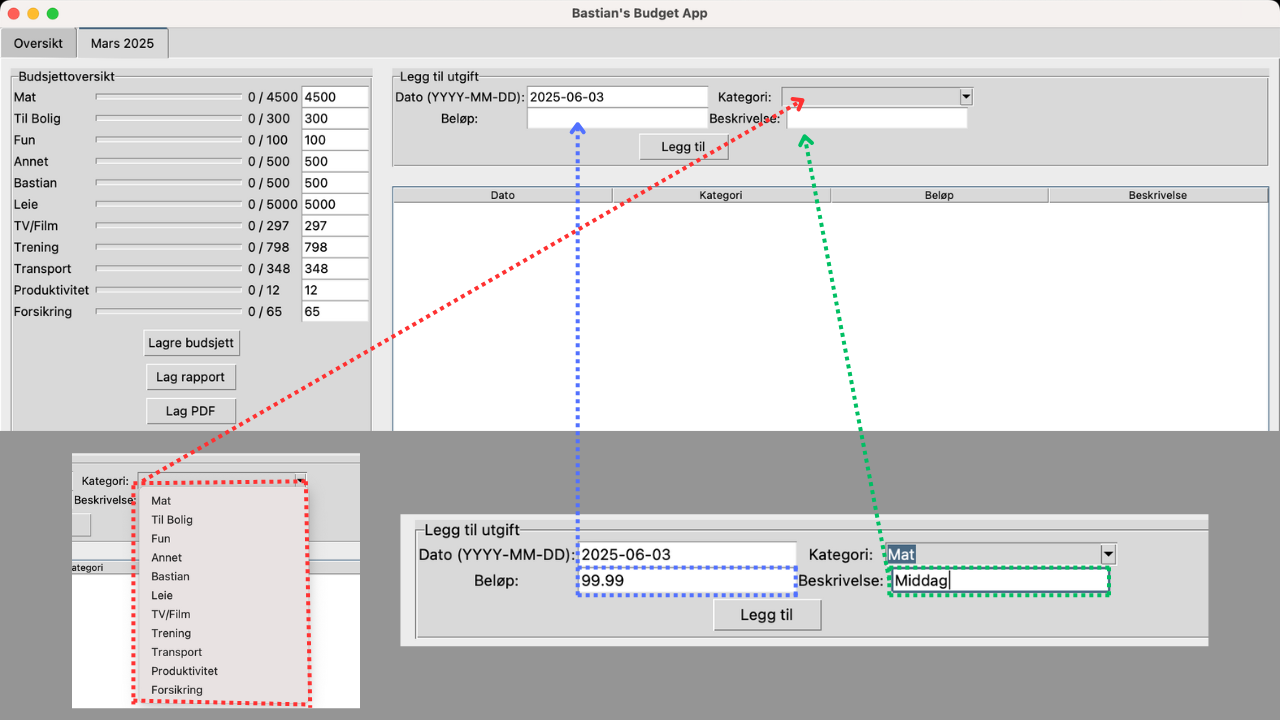 Bastian's Budget App
Oversikt Mars 2025
Budsjettoversikt
Mat 0 / 4500 4500
Til Bolig 0 / 300 300
Fun 0 / 100 100
Annet 0 / 500 500
Bastian 0 / 500 500
Leie 0 / 5000 5000
TV/Film 0 / 297 297
Trening 0 / 798 798
Transport 0 / 348 348
Produktivitet 0 / 12 12
Forsikring 0 / 65 65
Lagre budsjett
Lag rapport
Lag PDF
Legg til utgift
Dato (YYYY-MM-DD): 2025-06-03 Kategori:
Beløp: Beskrivelse:
Legg til
Dato Kategori Beløp Beskrivelse
Kategori:
Beskrivelse:
ategori
Mat
Til Bolig
Fun
Annet
Bastian
Leie
TV/Film
Trening
Transport
Produktivitet
Forsikring
Legg til utgift
Dato (YYYY-MM-DD): 2025-06-03 Kategori: Mat
Beløp: 99.99 Beskrivelse: Middag
Legg til